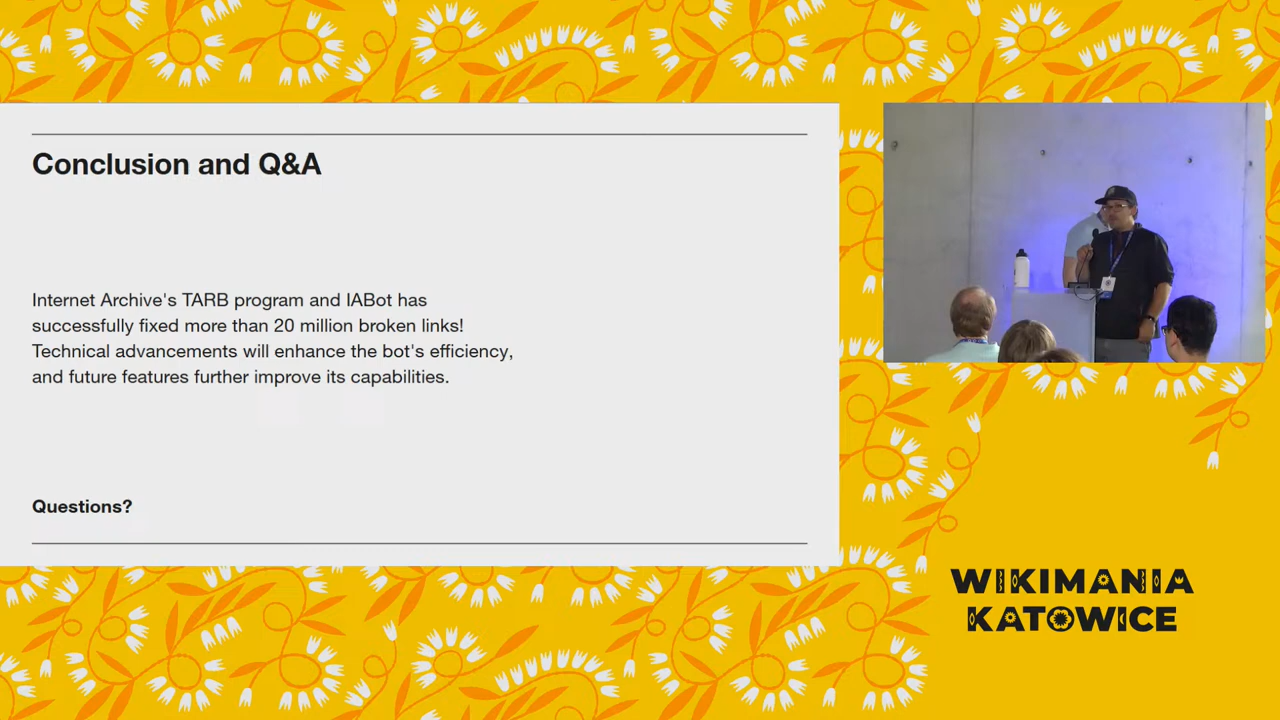 Conclusion and Q&A
Internet Archive's TARB program and IABot has
successfully fixed more than 20 million broken links!
Technical advancements will enhance the bot's efficiency,
and future features further improve its capabilities.
Questions?
WIKIMANIA
KATOWICE